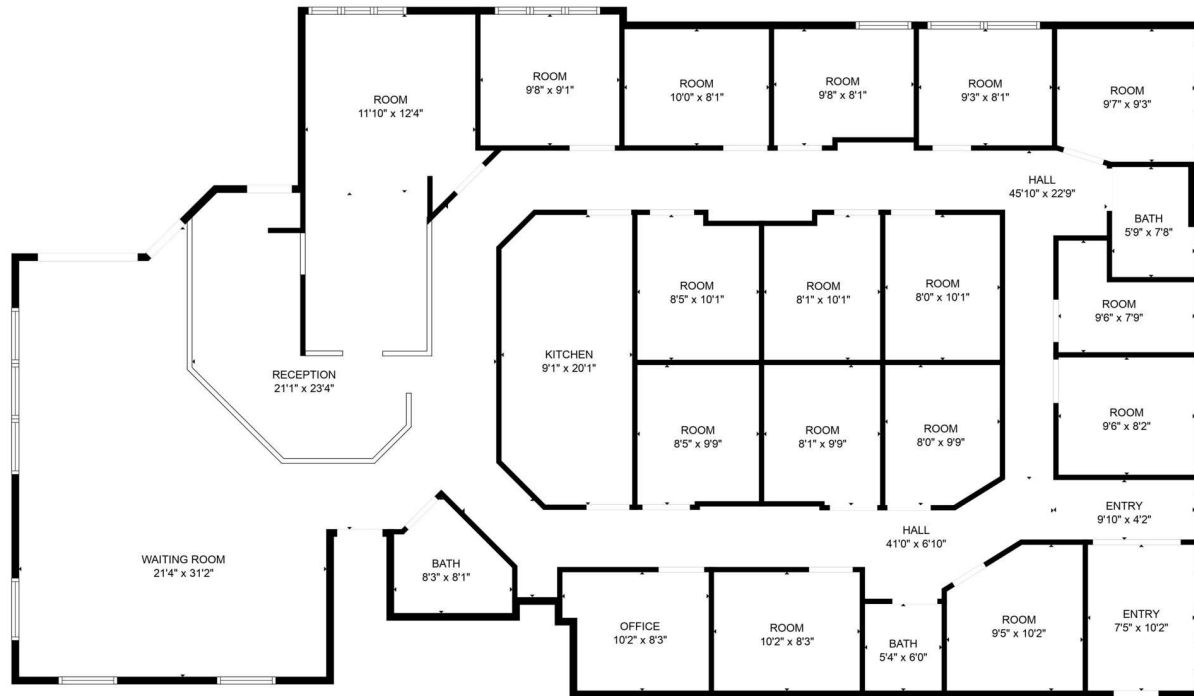 ROOM
11'10" x 12'4"
ROOM
9'8" x 9'1"
ROOM
10'0" x 8'1"
ROOM
9'8" x 8'1"
ROOM
9'3" x 8'1"
ROOM
9'7" x 9'3"
HALL
45'10" x 22'9"
BATH
5'9" x 7'8"
ROOM
8'5" x 10'1"
ROOM
8'1" x 10'1"
ROOM
8'0" x 10'1"
ROOM
9'6" x 7'9"
KITCHEN
9'1" x 20'1"
RECEPTION
21'1" x 23'4"
ROOM
9'6" x 8'2"
ROOM
8'5" x 9'9"
ROOM
8'1" x 9'9"
ROOM
8'0" x 9'9"
ENTRY
9'10" x 4'2"
HALL
41'0" x 6'10"
WAITING ROOM
21'4" x 31'2"
BATH
8'3" x 8'1"
OFFICE
10'2" x 8'3"
ROOM
10'2" x 8'3"
BATH
5'4" x 6'0"
ROOM
9'5" x 10'2"
ENTRY
7'5" x 10'2"